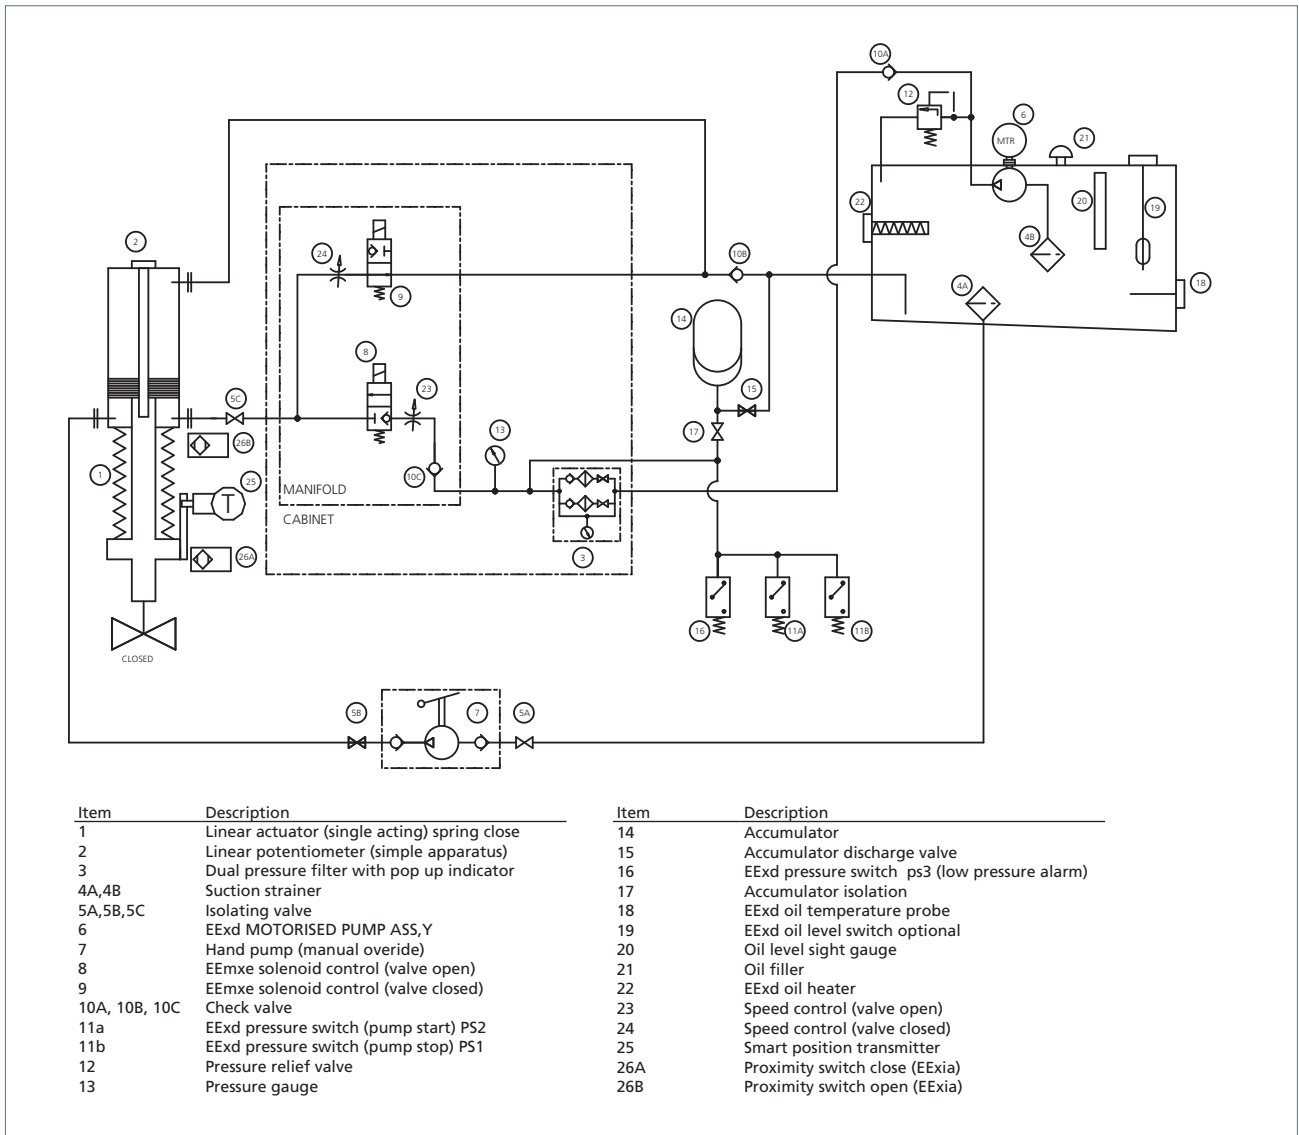 10A
12
6
MTR
21
22
20
19
4B
18
4A
2
24
9
10B
14
8
23
15
5C
13
17
26B
10C
1
25
MANIFOLD
CABINET
26A
3
16
11A
11B
CLOSED
5B
7
5A
Item Description
1 Linear actuator (single acting) spring close
2 Linear potentiometer (simple apparatus)
3 Dual pressure filter with pop up indicator
4A,4B Suction strainer
5A,5B,5C Isolating valve
6 EExd MOTORISED PUMP ASS,Y
7 Hand pump (manual overide)
8 EEmxe solenoid control (valve open)
9 EEmxe solenoid control (valve closed)
10A, 10B, 10C Check valve
11a EExd pressure switch (pump start) PS2
11b EExd pressure switch (pump stop) PS1
12 Pressure relief valve
13 Pressure gauge
Item Description
14 Accumulator
15 Accumulator discharge valve
16 EExd pressure switch ps3 (low pressure alarm)
17 Accumulator isolation
18 EExd oil temperature probe
19 EExd oil level switch optional
20 Oil level sight gauge
21 Oil filler
22 EExd oil heater
23 Speed control (valve open)
24 Speed control (valve closed)
25 Smart position transmitter
26A Proximity switch close (EExia)
26B Proximity switch open (EExia)